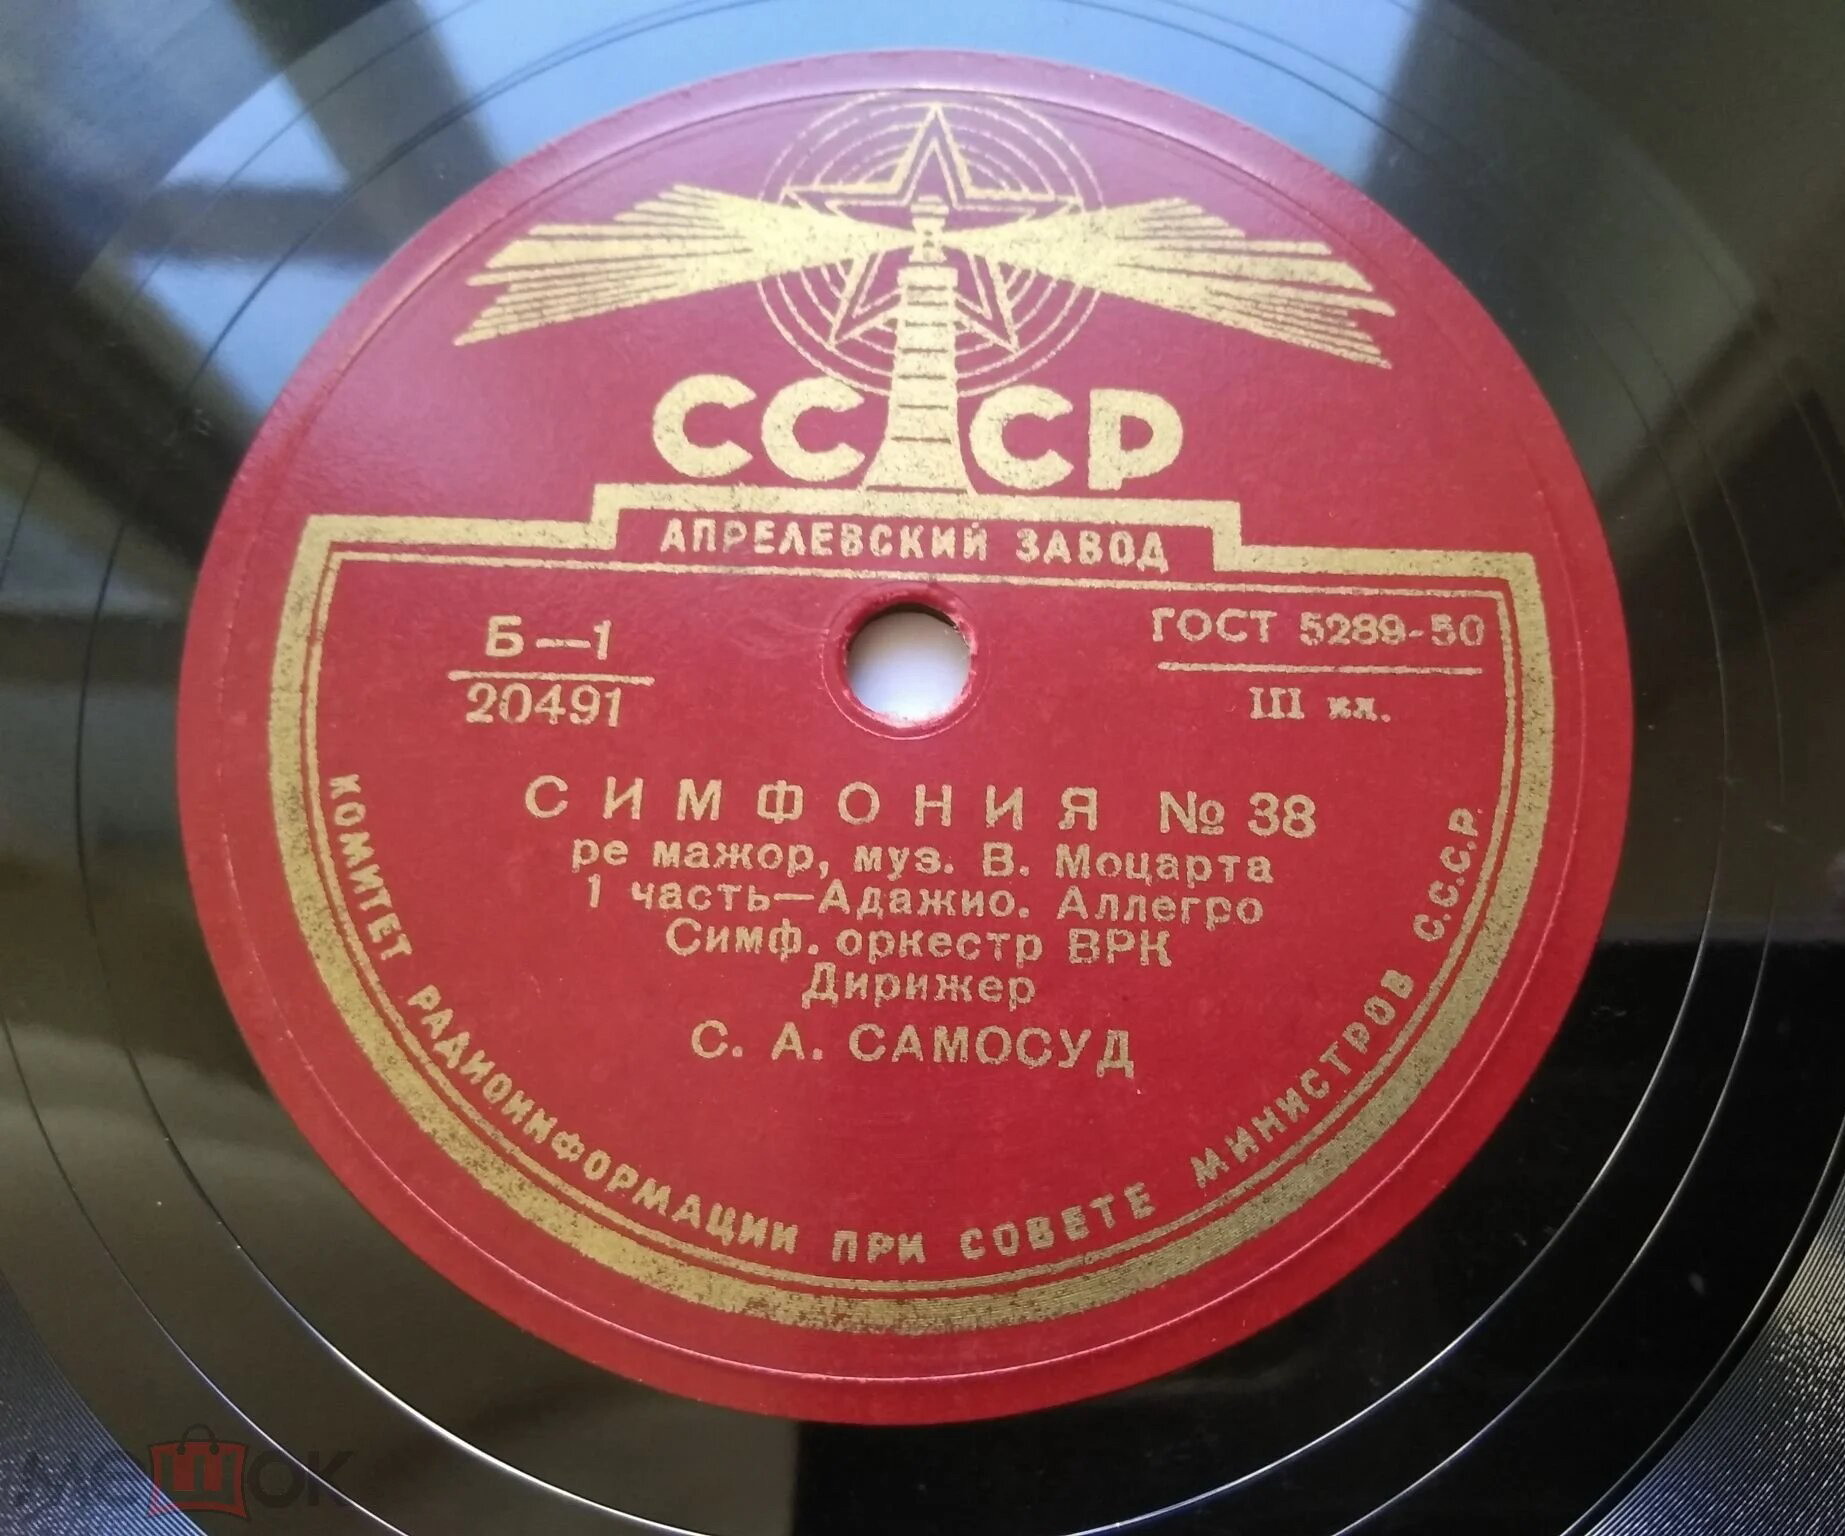 СССР
АПРЕЛЕВСКИЙ ЗАВОД
Б—1
20491
ГОСТ 5289-50
III кл.
СИМФОНИЯ № 38
ре мажор, муз. В. Моцарта
1 часть—Адажио. Аллегро
Симф. оркестр ВРК
Дирижер
С. А. САМОСУД
КОМИТЕТ РАДИОИНФОРМАЦИИ ПРИ СОВЕТЕ МИНИСТРОВ С.С.С.Р.
мешок